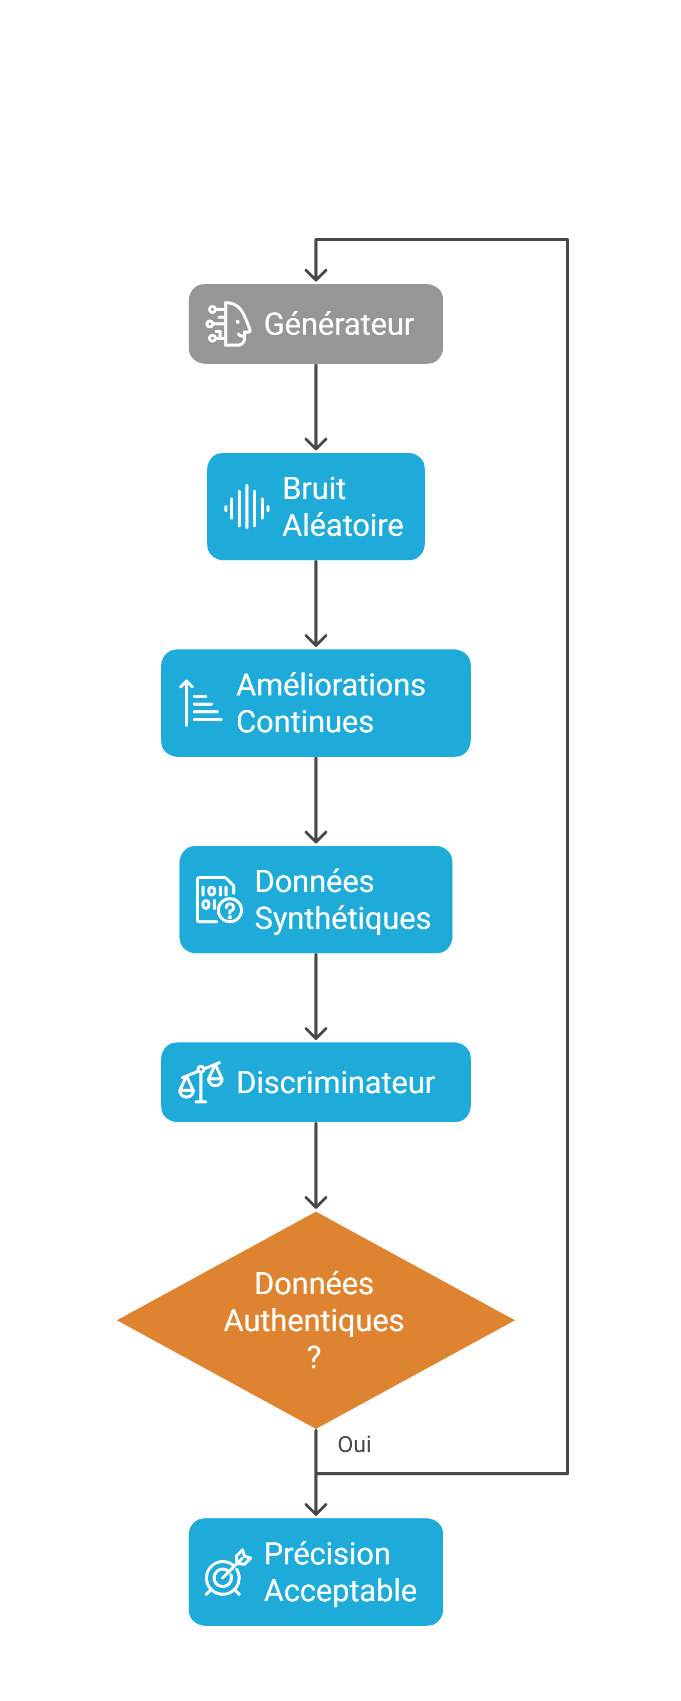 Générateur
Bruit
Aléatoire
Améliorations
Continues
Données
Synthétiques
Discriminateur
Données
Authentiques
?
Oui
Précision
Acceptable